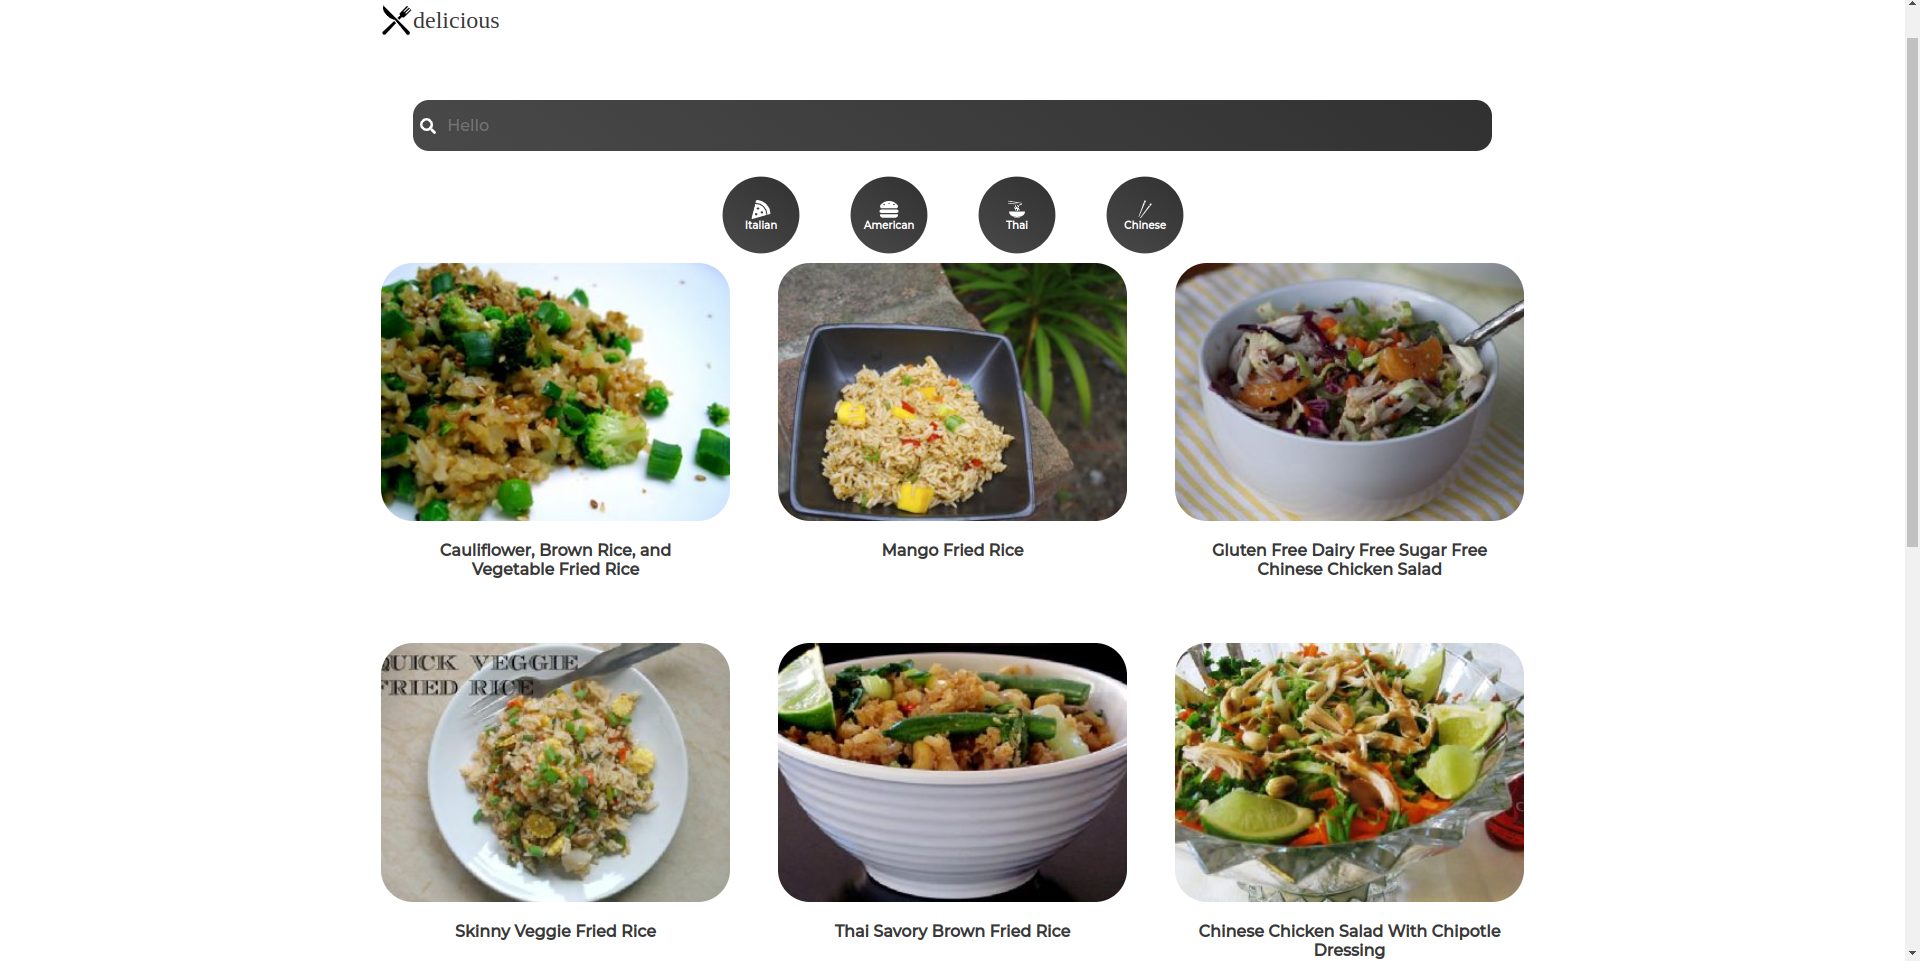 delicious
Hello
Italian
American
Thai
Chinese
Cauliflower, Brown Rice, and
Vegetable Fried Rice
Mango Fried Rice
Gluten Free Dairy Free Sugar Free
Chinese Chicken Salad
QUICK VEGGIE
FRIED RICE
Skinny Veggie Fried Rice
Thai Savory Brown Fried Rice
Chinese Chicken Salad With Chipotle
Dressing